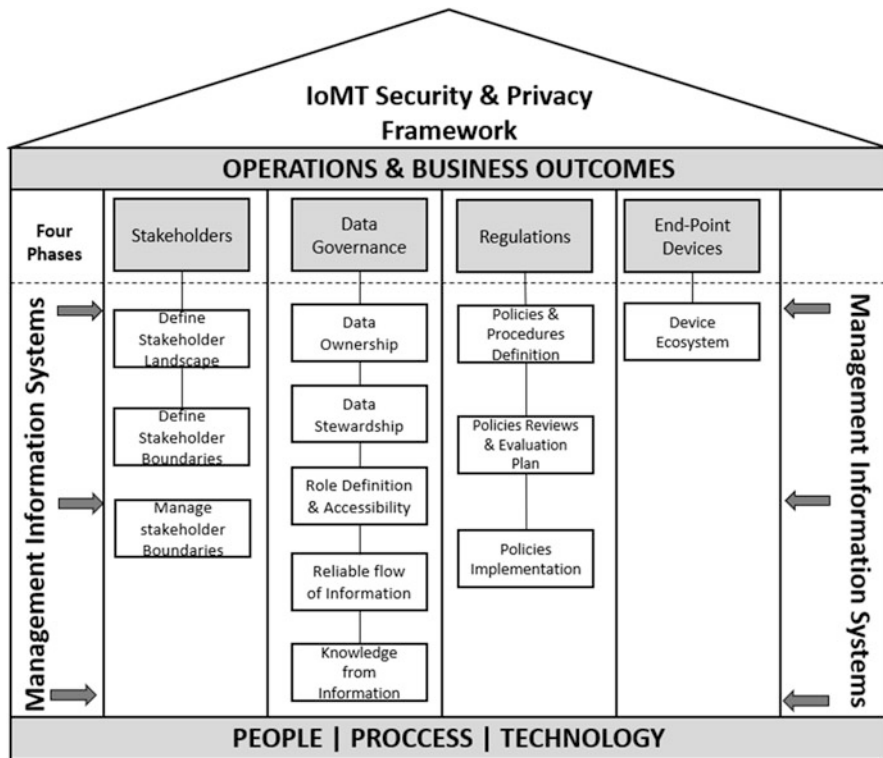 IoMT Security & Privacy
Framework
OPERATIONS & BUSINESS OUTCOMES
Four
Phases
Stakeholders
Data
Governance
Regulations
End-Point
Devices
Management Information Systems
Define
Stakeholder
Landscape
Define
Stakeholder
Boundaries
Manage
stakeholder
Boundaries
Data
Ownership
Data
Stewardship
Role Definition
& Accessibility
Reliable flow
of Information
Knowledge
from
Information
Policies &
Procedures
Definition
Policies Reviews
& Evaluation
Plan
Policies
Implementation
Device
Ecosystem
Management Information Systems
PEOPLE | PROCCESS | TECHNOLOGY